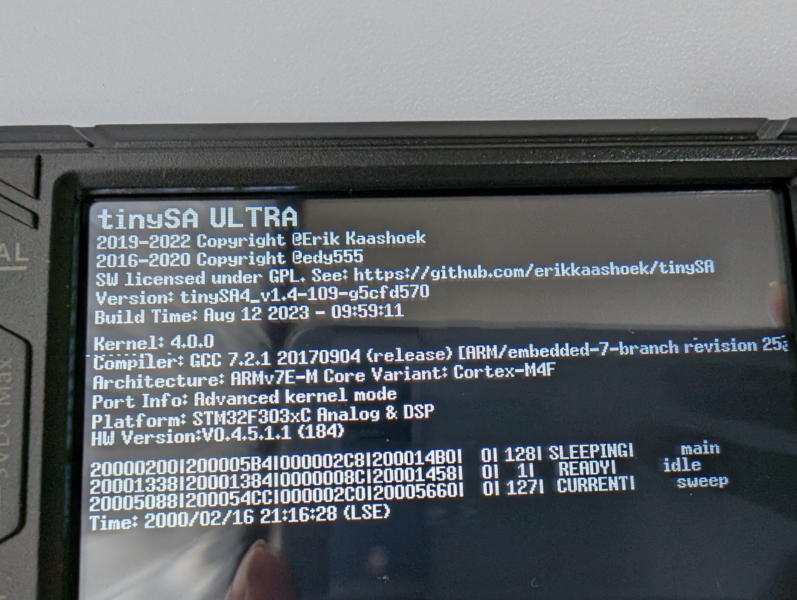 tinySA ULTRA
2019-2022 Copyright @Erik Kaashoek
2016-2020 Copyright @edy555
SW licensed under GPL. See: https://github.com/erikkaashoek/tinySA
Version: tinySA4_v1.4-109-g5cfd570
Build Time: Aug 12 2023 - 09:59:11
Kernel: 4.0.0
Compiler: GCC 7.2.1 20170904 (release) [ARM/embedded-7-branch revision
Architecture: ARMv7E-M Core Variant: Cortex-M4F
Port Info: Advanced kernel mode
Platform: STM32F303xC Analog & DSP
HW Version:V0.4.5.1.1 (184)
20000200|200005B4|000002C8|200014B0| 0| 128| SLEEPING| main
20001338|20001384|0000008C|20001458| 0| 1| READY| idle
20005088|200054CC|000002C0|20005660| 0| 127| CURRENT| sweep
Time: 2000/02/16 21:16:28 (LSE)
AL
5VDC Max